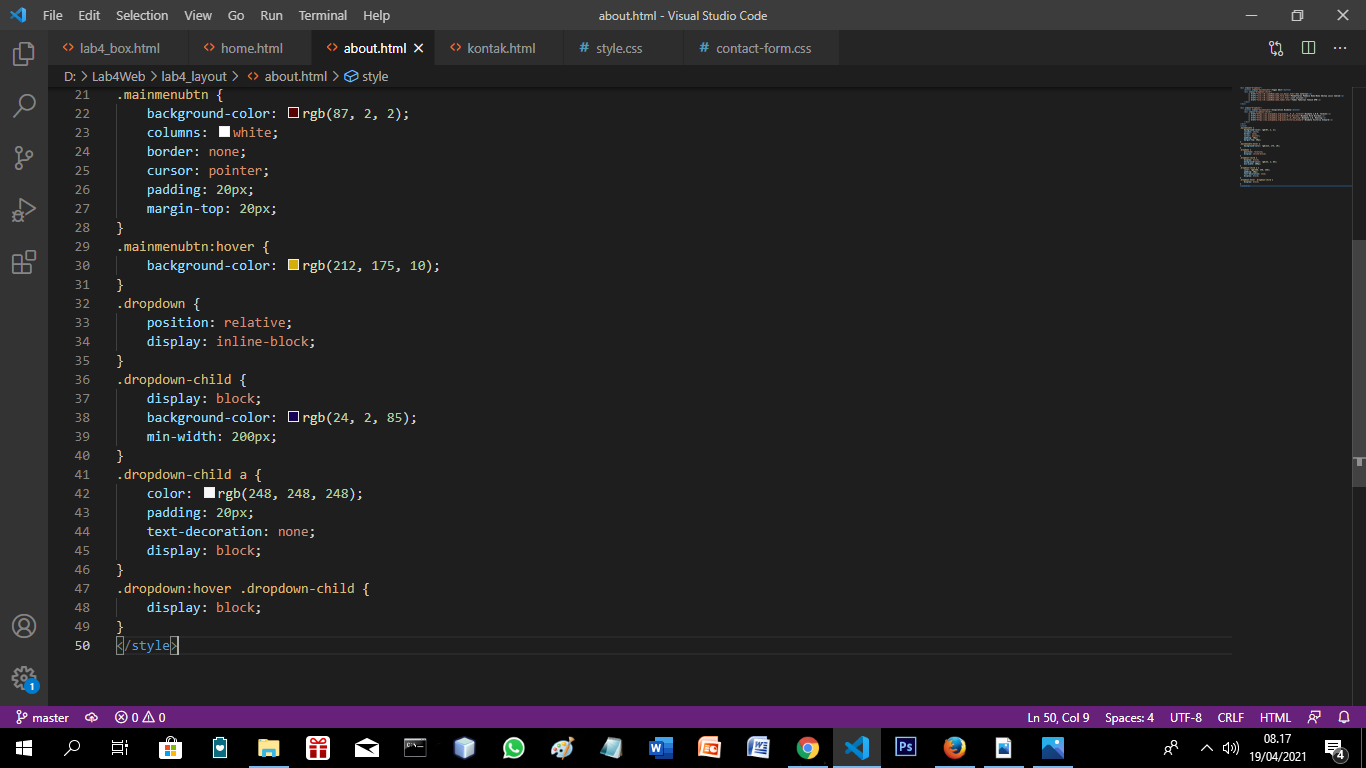 File Edit Selection View Go Run Terminal Help about.html - Visual Studio Code
lab4_box.html home.html about.html kontak.html # style.css # contact-form.css
D: > Lab4Web > lab4_layout > about.html > style
21 .mainmenubtn {
22 background-color: rgb(87, 2, 2);
23 columns: white;
24 border: none;
25 cursor: pointer;
26 padding: 20px;
27 margin-top: 20px;
28 }
29 .mainmenubtn:hover {
30 background-color: rgb(212, 175, 10);
31 }
32 .dropdown {
33 position: relative;
34 display: inline-block;
35 }
36 .dropdown-child {
37 display: block;
38 background-color: rgb(24, 2, 85);
39 min-width: 200px;
40 }
41 .dropdown-child a {
42 color: rgb(248, 248, 248);
43 padding: 20px;
44 text-decoration: none;
45 display: block;
46 }
47 .dropdown:hover .dropdown-child {
48 display: block;
49 }
50 </style>
1
master 0 0 Ln 50, Col 9 Spaces: 4 UTF-8 CRLF HTML
08.17
19/04/2021
4